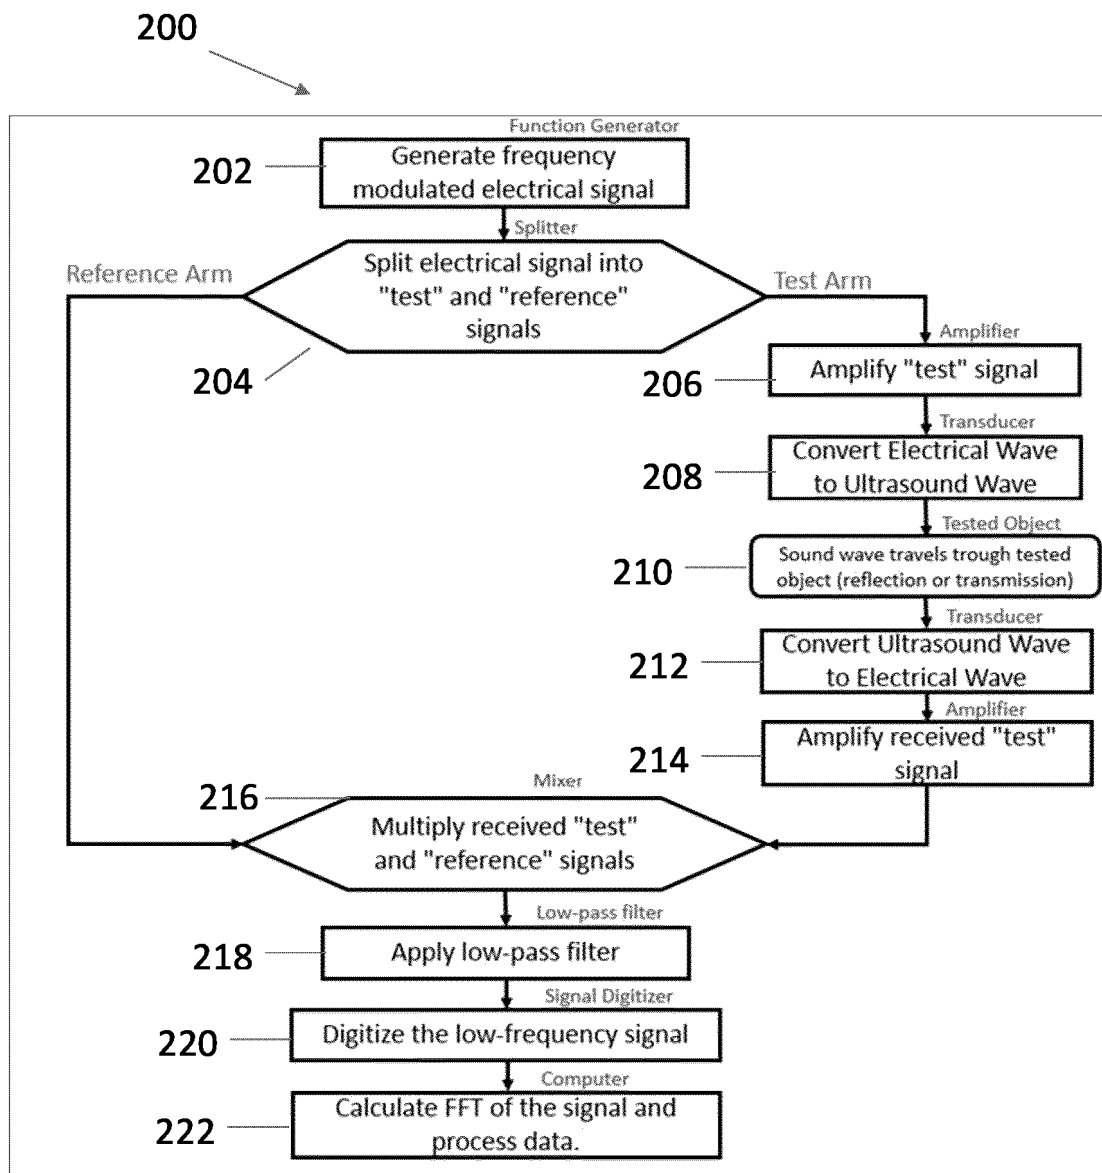 200
Function Generator
202
Generate frequency
modulated electrical signal
Splitter
Reference Arm
Split electrical signal into
"test" and "reference"
signals
Test Arm
204
Amplifier
206
Amplify "test" signal
Transducer
208
Convert Electrical Wave
to Ultrasound Wave
Tested Object
210
Sound wave travels trough tested
object (reflection or transmission)
Transducer
212
Convert Ultrasound Wave
to Electrical Wave
Amplifier
214
Amplify received "test"
signal
216
Mixer
Multiply received "test"
and "reference" signals
Low-pass filter
218
Apply low-pass filter
Signal Digitizer
220
Digitize the low-frequency signal
Computer
222
Calculate FFT of the signal and
process data.